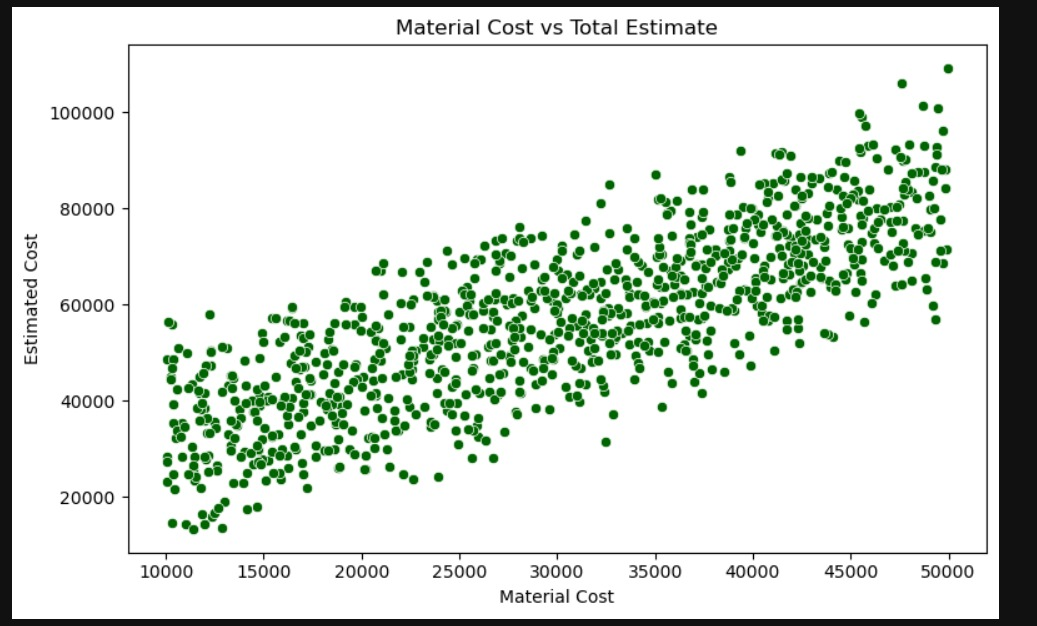 Material Cost vs Total Estimate
100000
80000
60000
40000
20000
Estimated Cost
10000 15000 20000 25000 30000 35000 40000 45000 50000
Material Cost